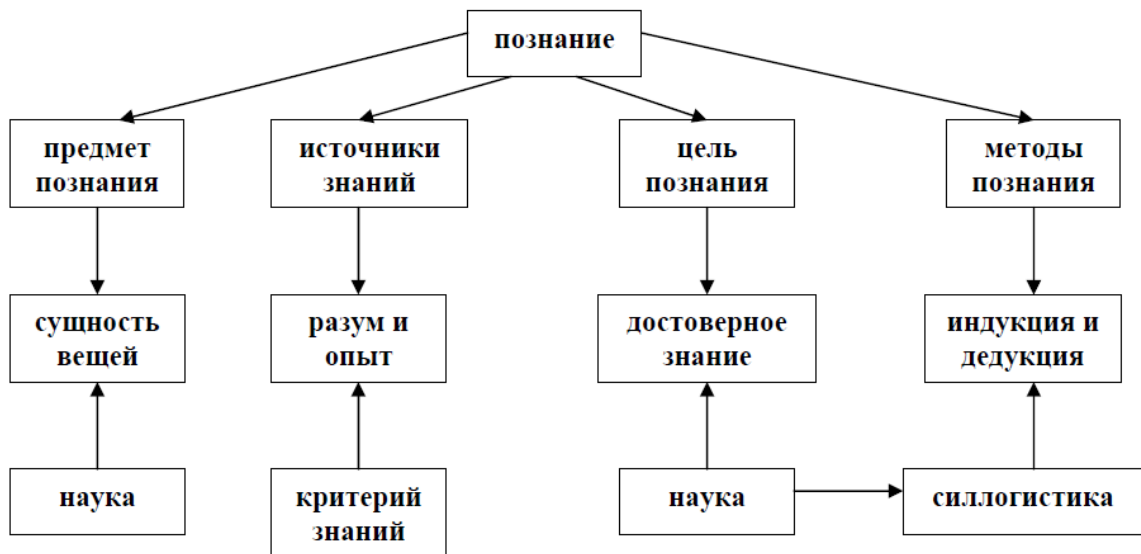 познание
предмет
познания
источники
знаний
цель
познания
методы
познания
сущность
вещей
разум и
опыт
достоверное
знание
индукция и
дедукция
наука
критерий
знаний
наука
силлогистика